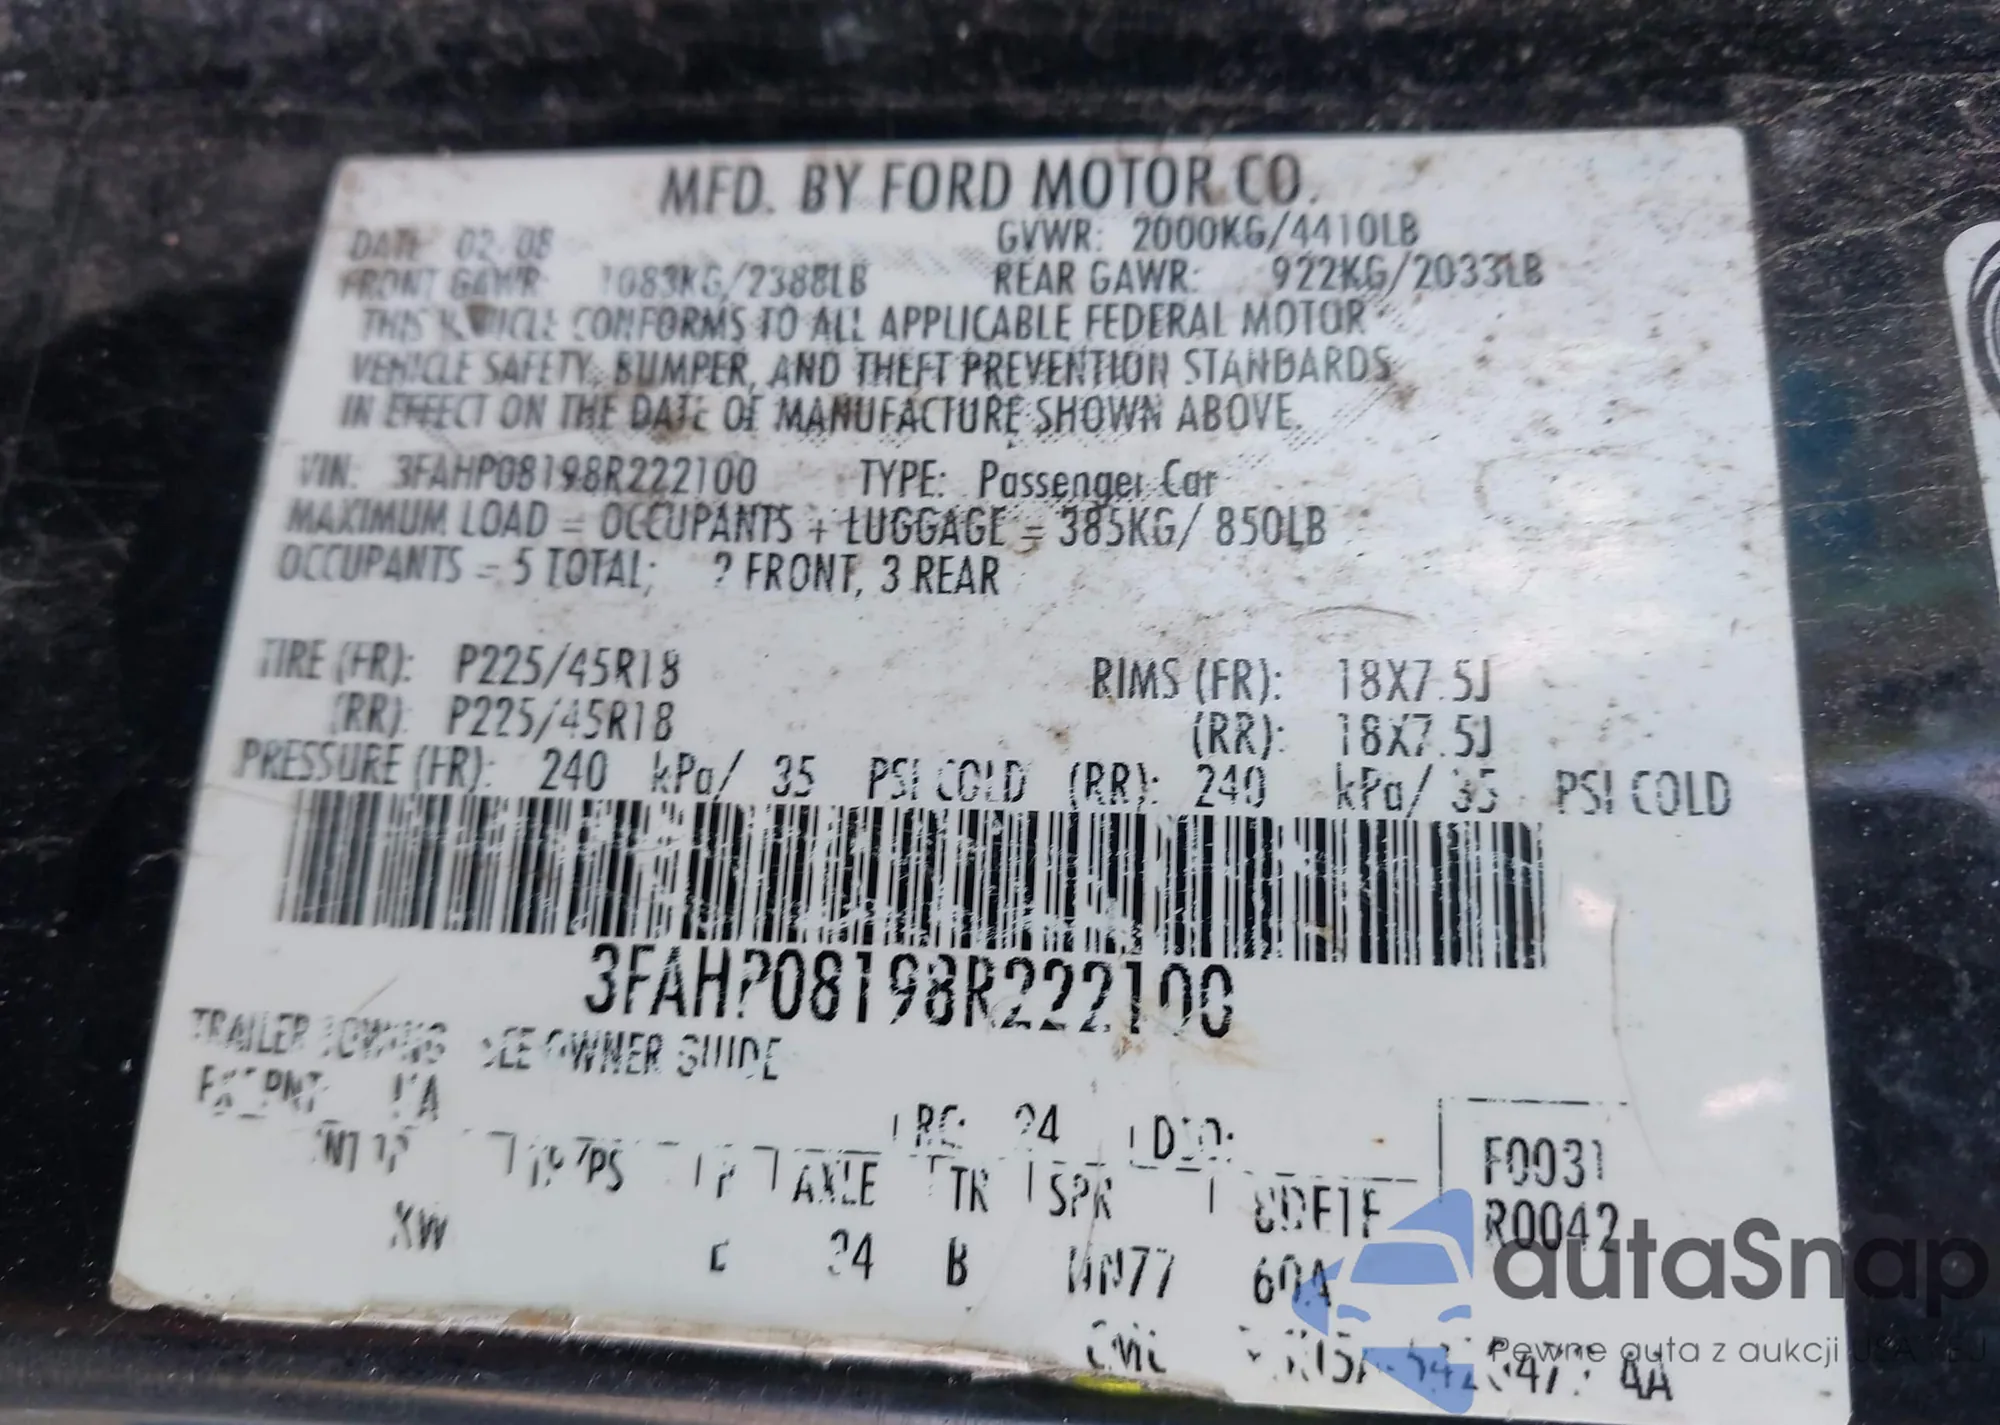 MFD. BY FORD MOTOR CO.
DATE 02/08 GVWR: 2000KG/4410LB
FRONT GAWR: 1083KG/2388LB REAR GAWR: 922KG/2033LB
THIS VEHICLE CONFORMS TO ALL APPLICABLE FEDERAL MOTOR
VEHICLE SAFETY, BUMPER, AND THEFT PREVENTION STANDARDS
IN EFFECT ON THE DATE OF MANUFACTURE SHOWN ABOVE.
VIN: 3FAHP08198R222100 TYPE: Passenger Car
MAXIMUM LOAD = OCCUPANTS + LUGGAGE = 385KG/ 850LB
OCCUPANTS = 5 TOTAL; 2 FRONT, 3 REAR
TIRE (FR): P225/45R18 RIMS (FR): 18X7.5J
(RR): P225/45R18 (RR): 18X7.5J
PRESSURE (FR): 240 kPa/ 35 PSI COLD (RR): 240 kPa/ 35 PSI COLD
3FAHP08198R222100
TRAILER TOWING SEE OWNER GUIDE
F0031
AXLE TR SPR R0042
KW B 60A
autaSnap
Pewne auta z aukcji USA